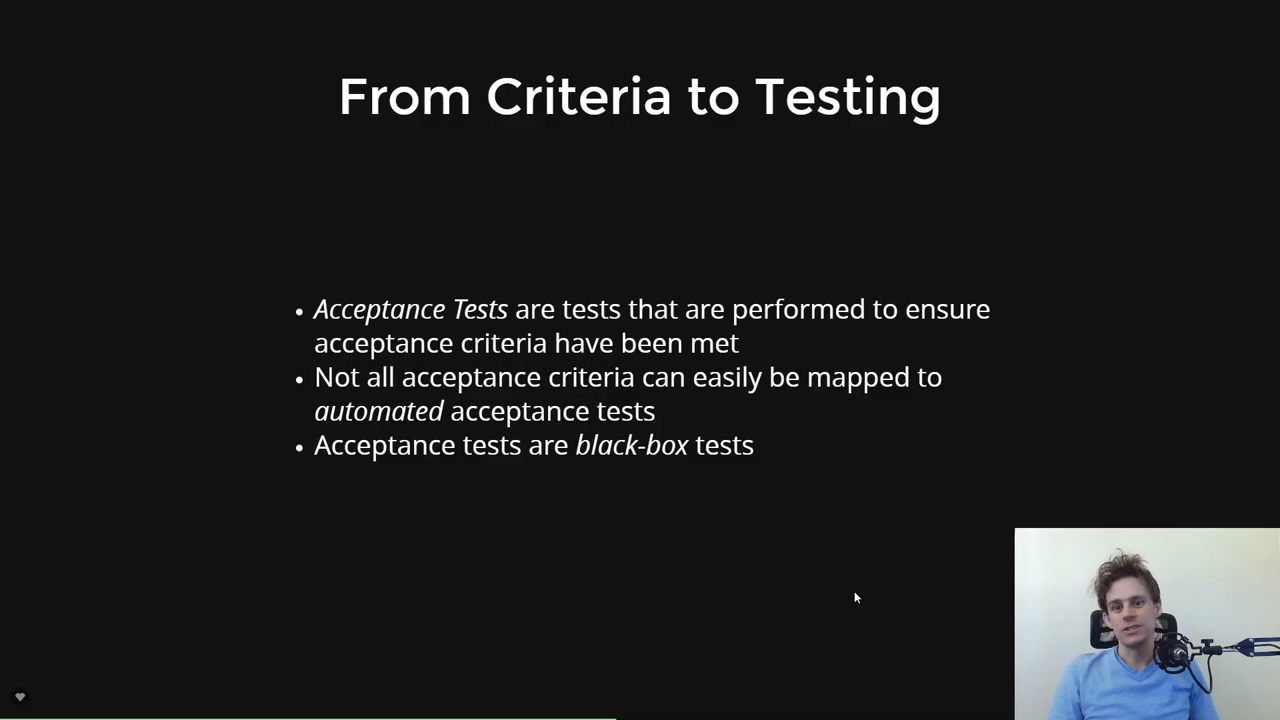 From Criteria to Testing
• Acceptance Tests are tests that are performed to ensure
acceptance criteria have been met
• Not all acceptance criteria can easily be mapped to
automated acceptance tests
• Acceptance tests are black-box tests